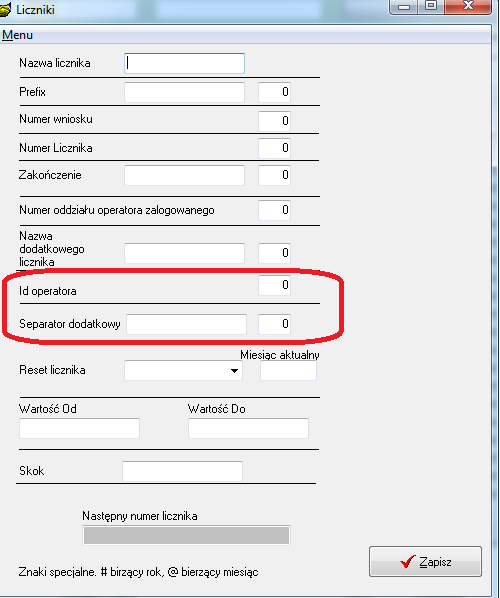 Liczniki
Menu
Nazwa licznika
Prefix 0
Numer wniosku 0
Numer Licznika 0
Zakończenie 0
Numer oddziału operatora zalogowanego 0
Nazwa
dodatkowego
licznika 0
Id operatora 0
Separator dodatkowy 0
Miesiąc aktualny
Reset licznika
Wartość Od Wartość Do
Skok
Następny numer licznika
Zapisz
Znaki specjalne. # birzący rok, @ bierzący miesiąc